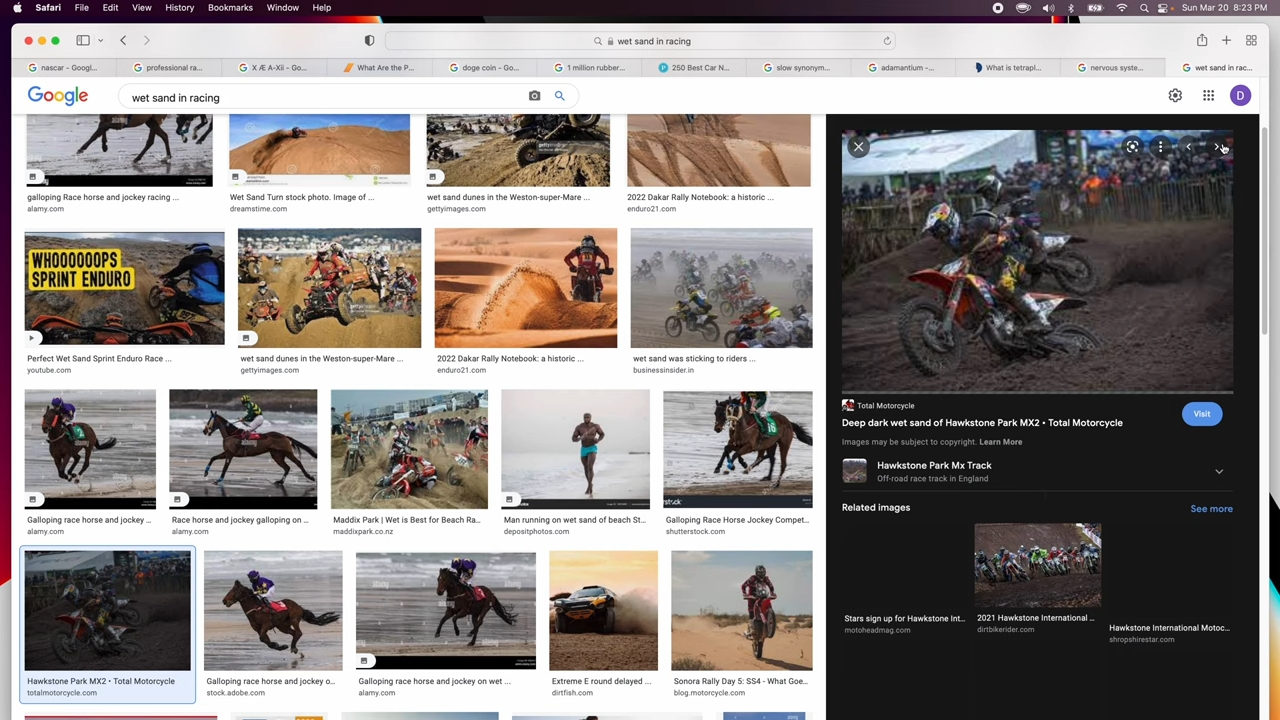 Safari File Edit View History Bookmarks Window Help Sun Mar 20 8:23 PM
wet sand in racing
nascar - Googl... professional ra... X Æ A-Xii - Go... What Are the P... doge coin - Go... 1 million rubber... 250 Best Car N... slow synonym... adamantium -... What is tetrapl... nervous syste... wet sand in rac...
Google wet sand in racing D
galloping Race horse and jockey racing ... Wet Sand Turn stock photo. Image of ... wet sand dunes in the Weston-super-Mare ... 2022 Dakar Rally Notebook: a historic ...
alamy.com dreamstime.com gettyimages.com enduro21.com
WHOOOOOPS
SPRINT ENDURO
Perfect Wet Sand Sprint Enduro Race ... wet sand dunes in the Weston-super-Mare ... 2022 Dakar Rally Notebook: a historic ... wet sand was sticking to riders ...
youtube.com gettyimages.com enduro21.com businessinsider.in
Galloping race horse and jockey ... Race horse and jockey galloping on ... Maddix Park | Wet is Best for Beach Ra... Man running on wet sand of beach St... Galloping Race Horse Jockey Compet...
alamy.com alamy.com maddixpark.co.nz depositphotos.com shutterstock.com
Hawkstone Park MX2 • Total Motorcycle Galloping race horse and jockey o... Galloping race horse and jockey on wet ... Extreme E round delayed ... Sonora Rally Day 5: SS4 - What Goe...
totalmotorcycle.com stock.adobe.com alamy.com dirtfish.com blog.motorcycle.com
Total Motorcycle
Deep dark wet sand of Hawkstone Park MX2 • Total Motorcycle
Visit
Images may be subject to copyright. Learn More
Hawkstone Park Mx Track
Off-road race track in England
Related images See more
Stars sign up for Hawkstone Int... 2021 Hawkstone International ... Hawkstone International Motoc...
motoheadmag.com dirtbikerider.com shropshirestar.com